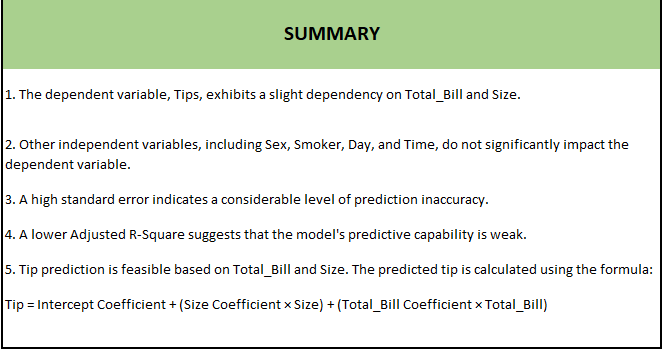 SUMMARY
1. The dependent variable, Tips, exhibits a slight dependency on Total_Bill and Size.
2. Other independent variables, including Sex, Smoker, Day, and Time, do not significantly impact the
dependent variable.
3. A high standard error indicates a considerable level of prediction inaccuracy.
4. A lower Adjusted R-Square suggests that the model's predictive capability is weak.
5. Tip prediction is feasible based on Total_Bill and Size. The predicted tip is calculated using the formula:
Tip = Intercept Coefficient + (Size Coefficient × Size) + (Total_Bill Coefficient × Total_Bill)